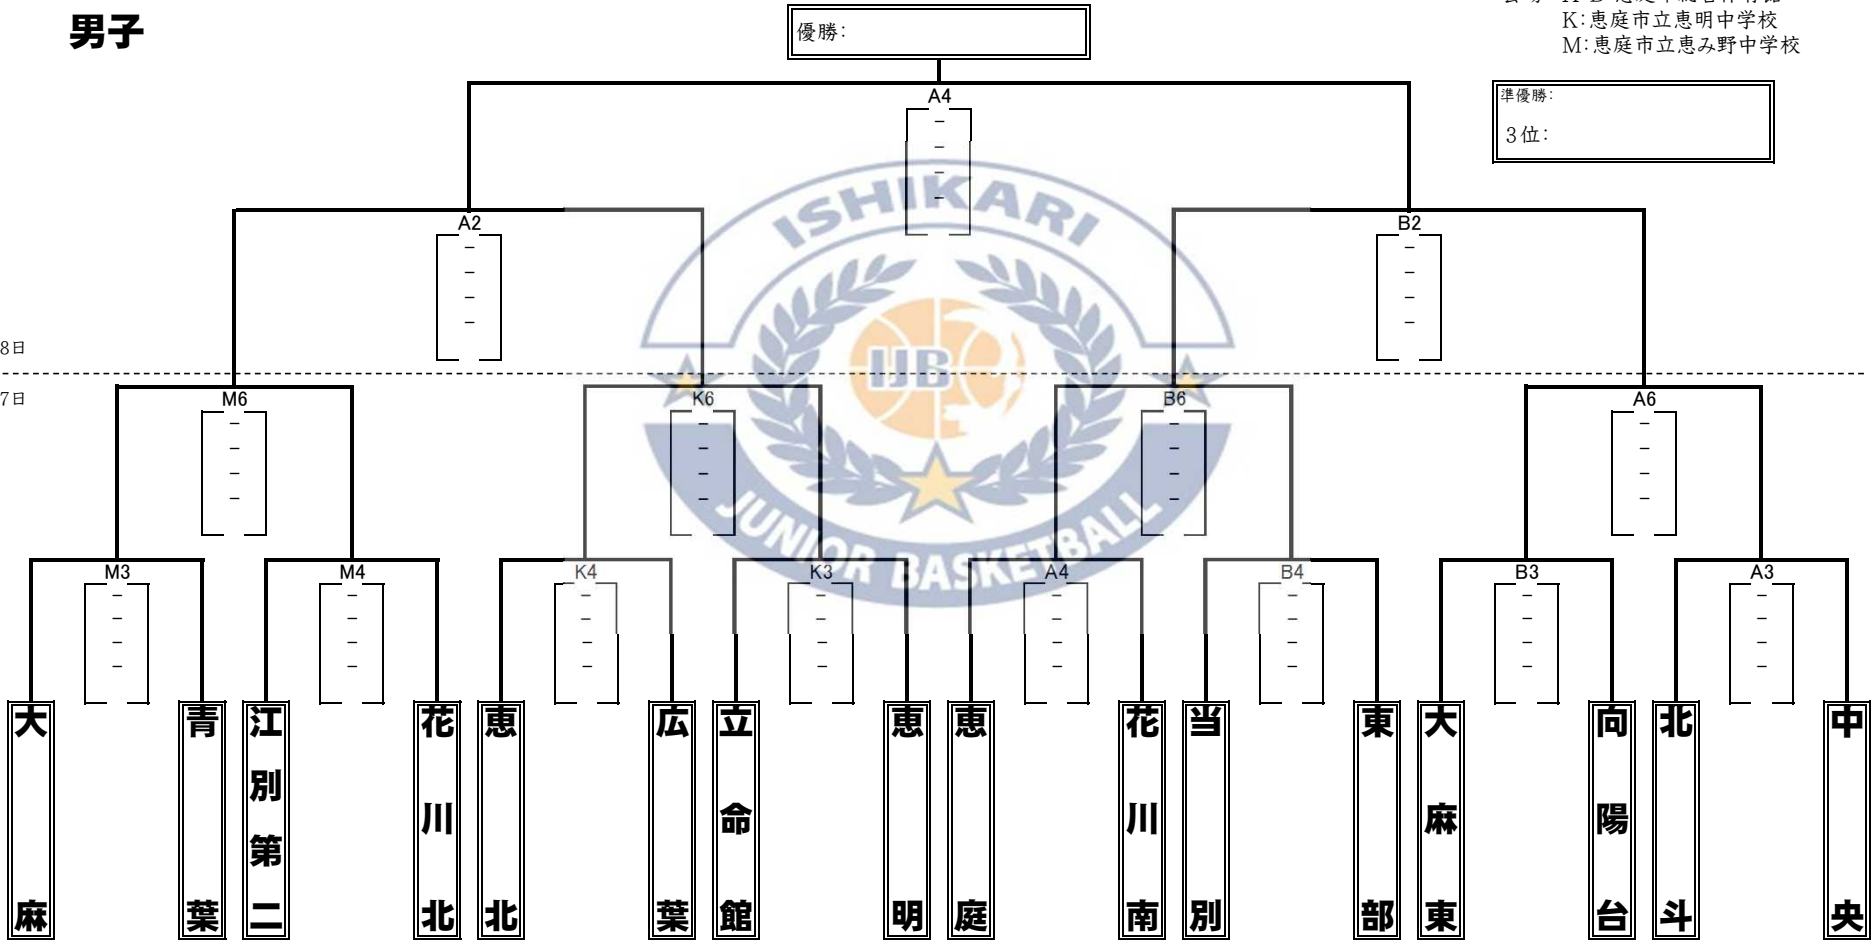 男子
優勝:
K:恵庭市立恵明中学校
M:恵庭市立恵み野中学校
準優勝:
3位:
A4
ISHIKARI
A2
B2
8日
IJB
7日
M6
K6
B6
A6
JUNIOR BASKETBALL
M3
M4
K4
K3
A4
B4
B3
A3
大麻
青葉
江別第二
花川北
恵北
広葉
立命館
恵明
恵庭
花川南
当別
東部
大麻東
向陽台
北斗
中央